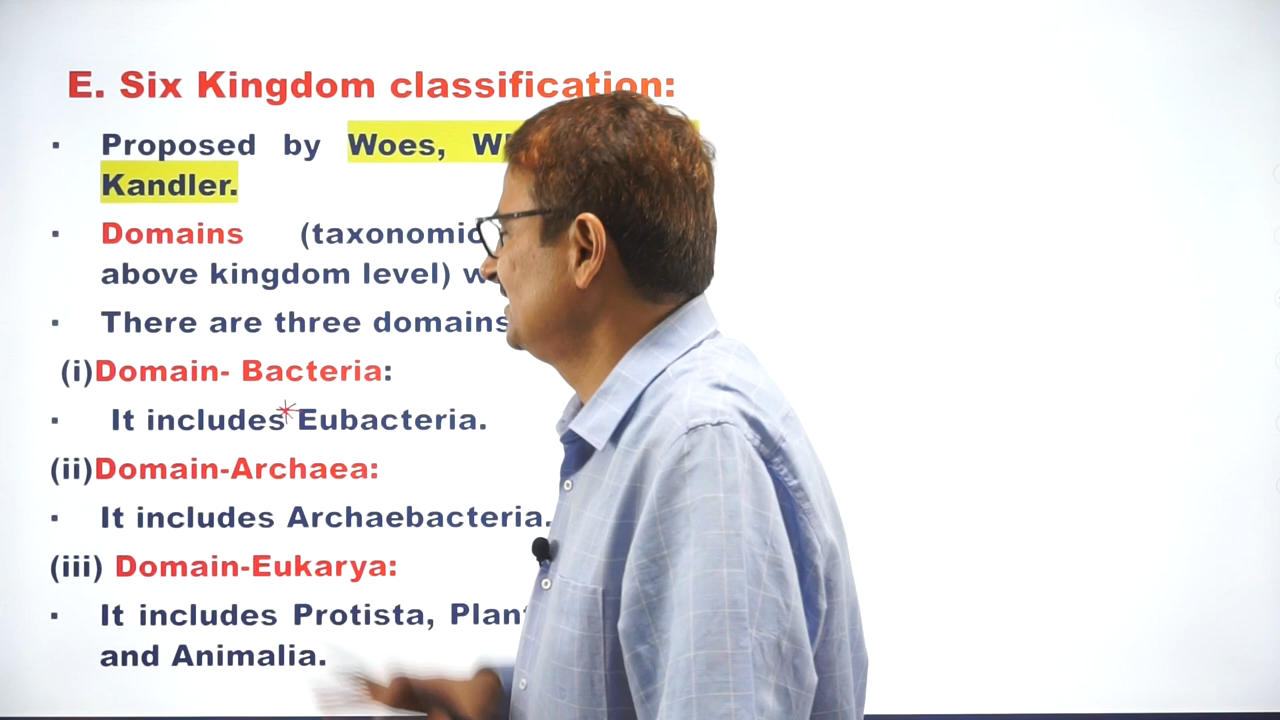 E. Six Kingdom classification:
▪ Proposed by Woes,
Kandler.
▪ Domains (taxonomic
above kingdom level)
▪ There are three domains
(i)Domain- Bacteria:
▪ It includes Eubacteria.
(ii)Domain-Archaea:
▪ It includes Archaebacteria.
(iii) Domain-Eukarya:
▪ It includes Protista,
and Animalia.